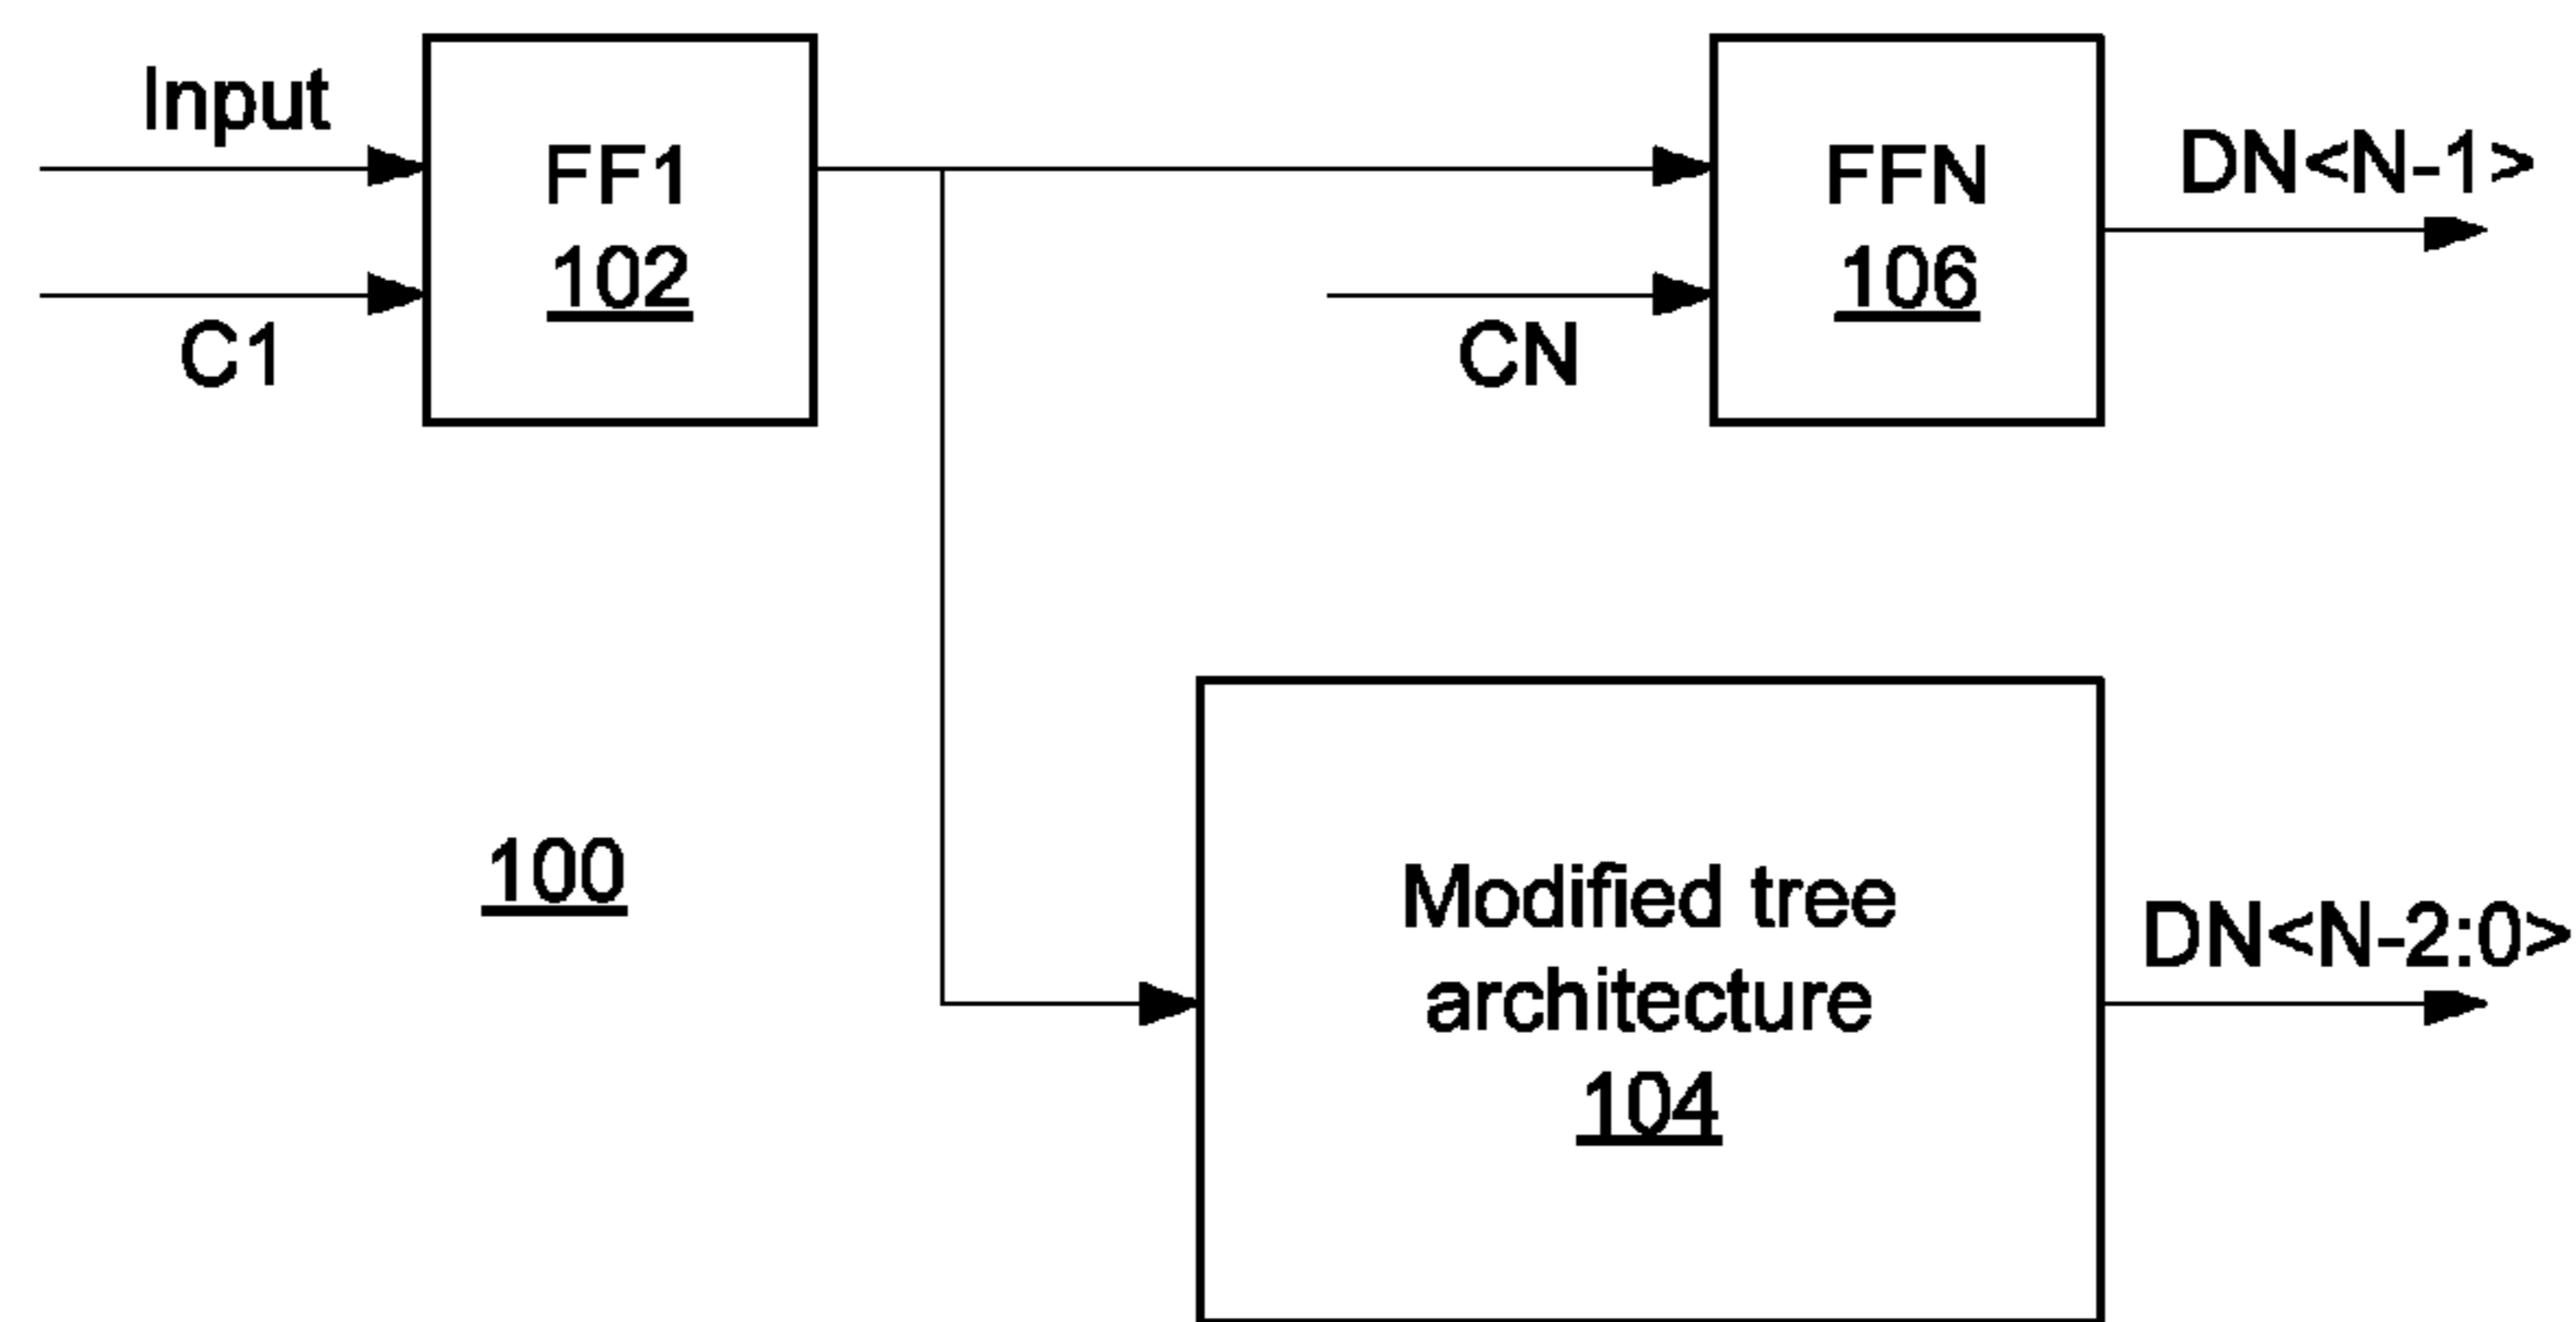 Input
C1
FF1
102
CN
FFN
106
DN<N-1>
100
Modified tree
architecture
104
DN<N-2:0>